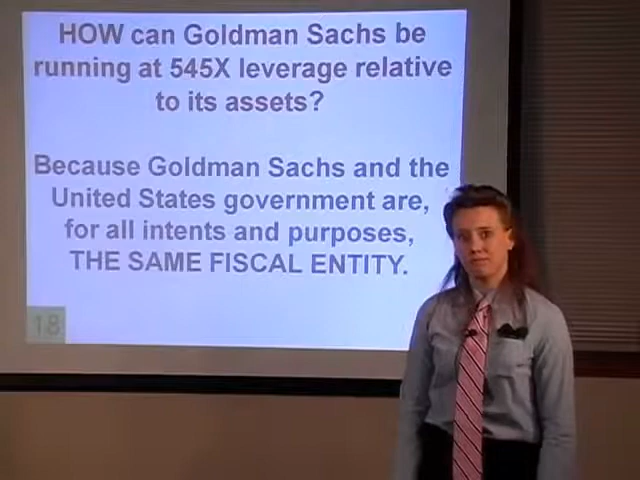 HOW can Goldman Sachs be
running at 545X leverage relative
to its assets?
Because Goldman Sachs and the
United States government are,
for all intents and purposes,
THE SAME FISCAL ENTITY.
18